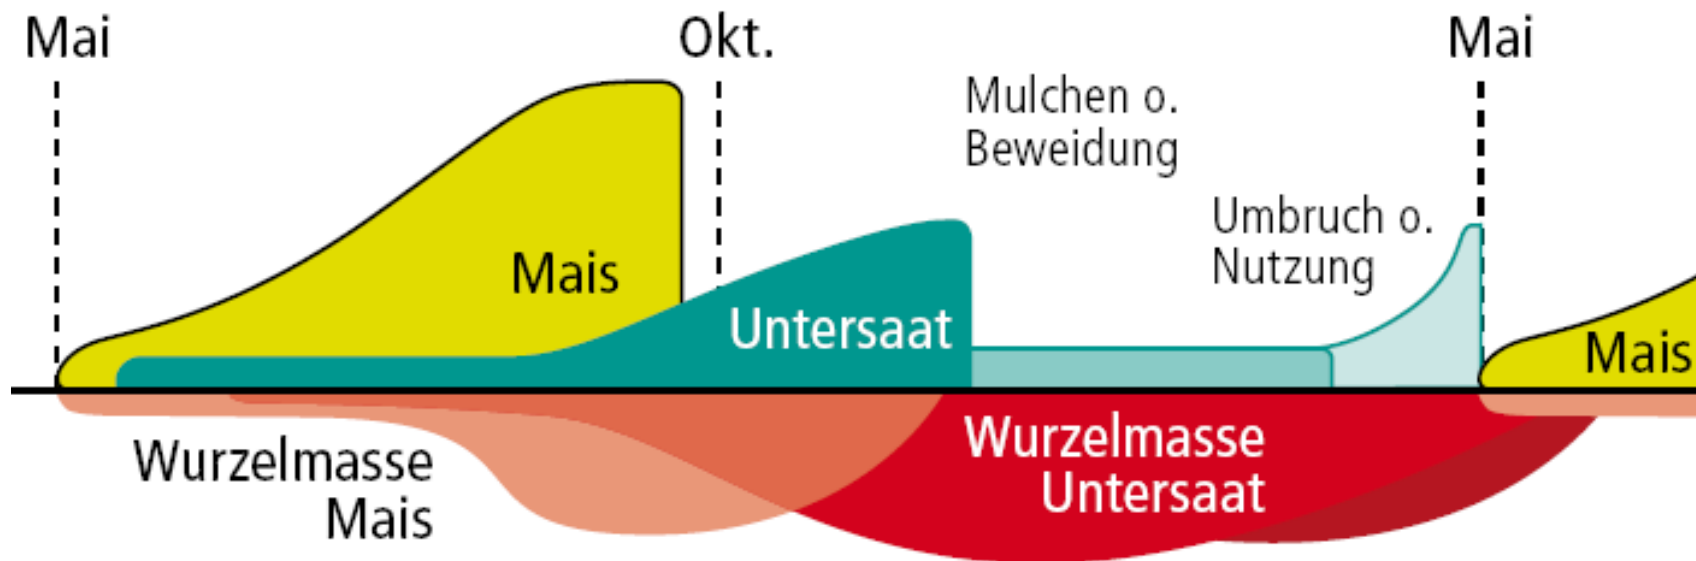 Mai
Okt.
Mai
Mulchen o.
Beweidung
Umbruch o.
Nutzung
Mais
Untersaat
Mais
Wurzelmasse
Mais
Wurzelmasse
Untersaat